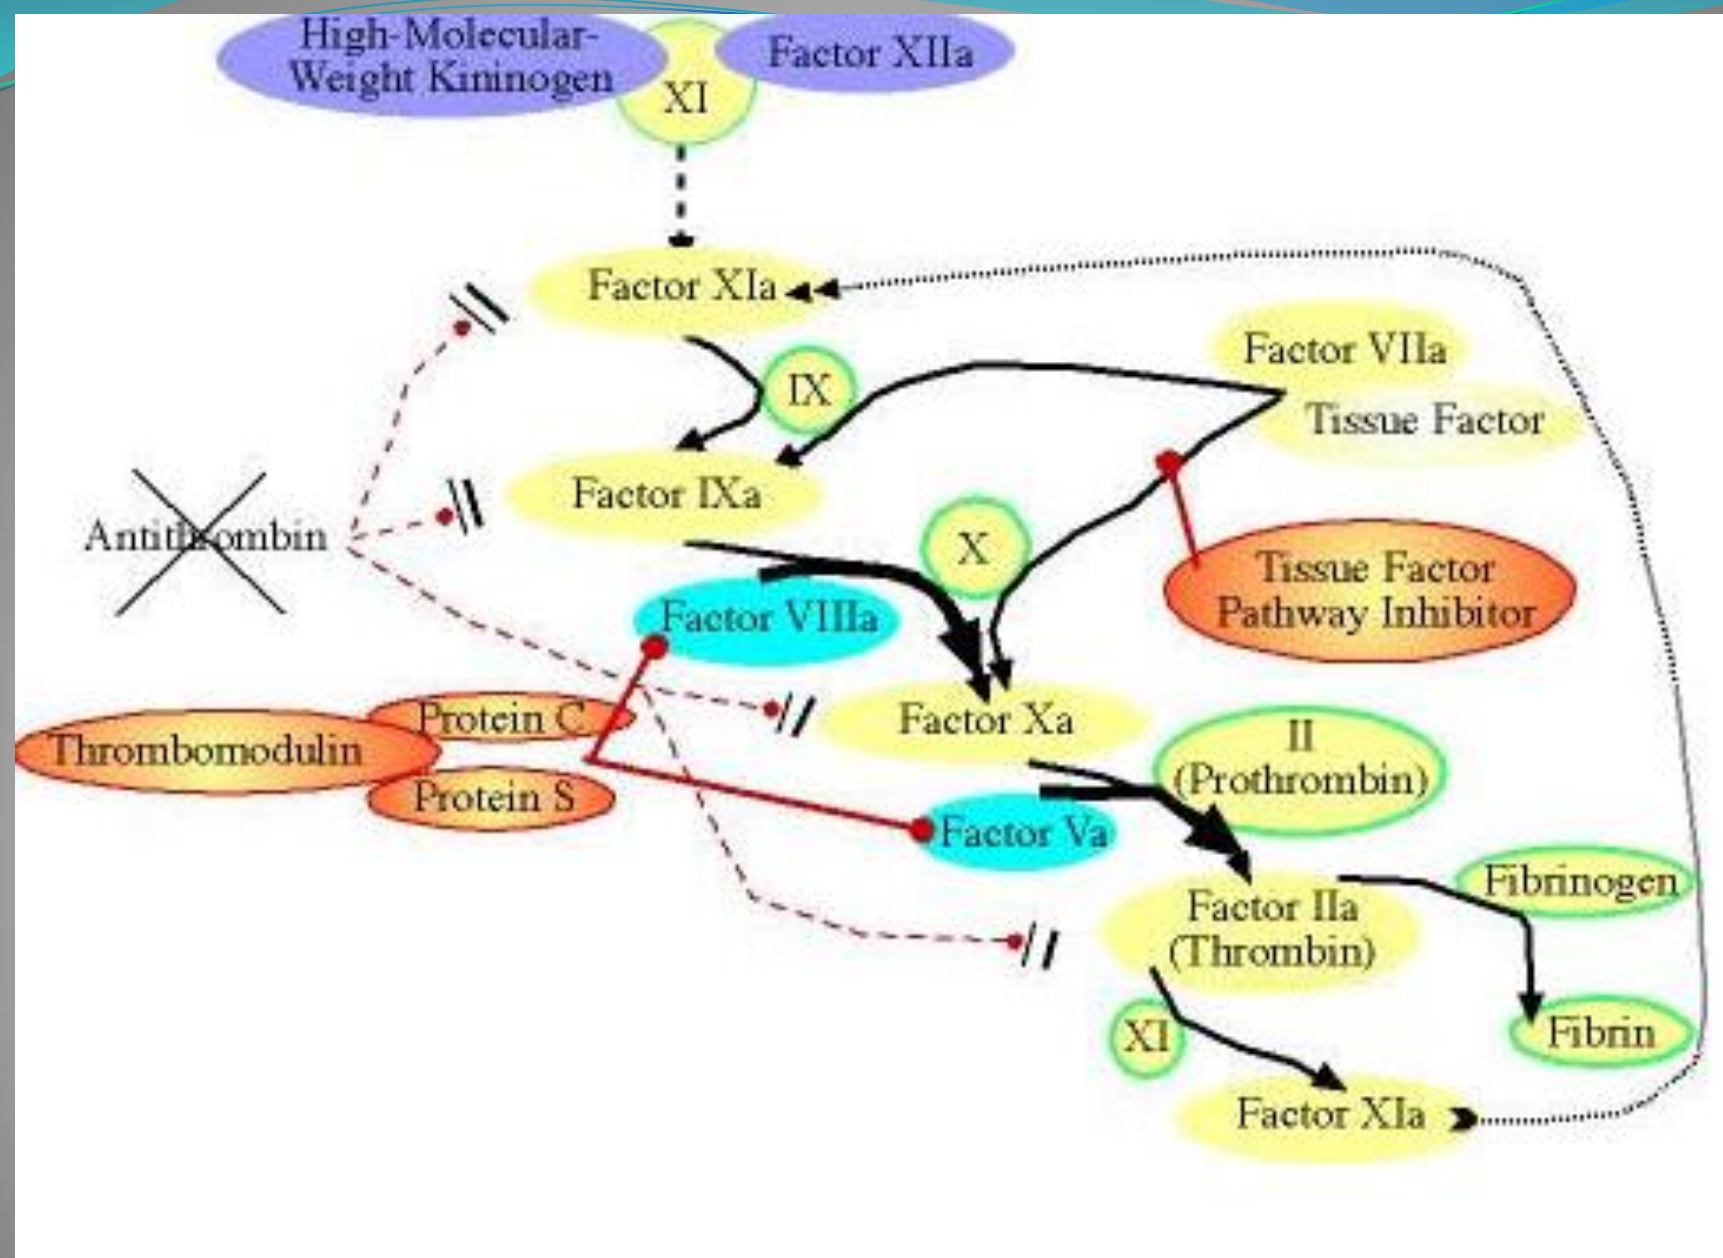 High-Molecular-
Weight Kininogen
Factor XIIa
XI
Factor XIa
Factor VIIa
IX
Tissue Factor
Factor IXa
Antithrombin
X
Tissue Factor
Pathway Inhibitor
Factor VIIIa
Protein C
Factor Xa
II
(Prothrombin)
Thrombomodulin
Protein S
Factor Va
Fibrinogen
Factor IIa
(Thrombin)
XI
Fibrin
Factor XIa